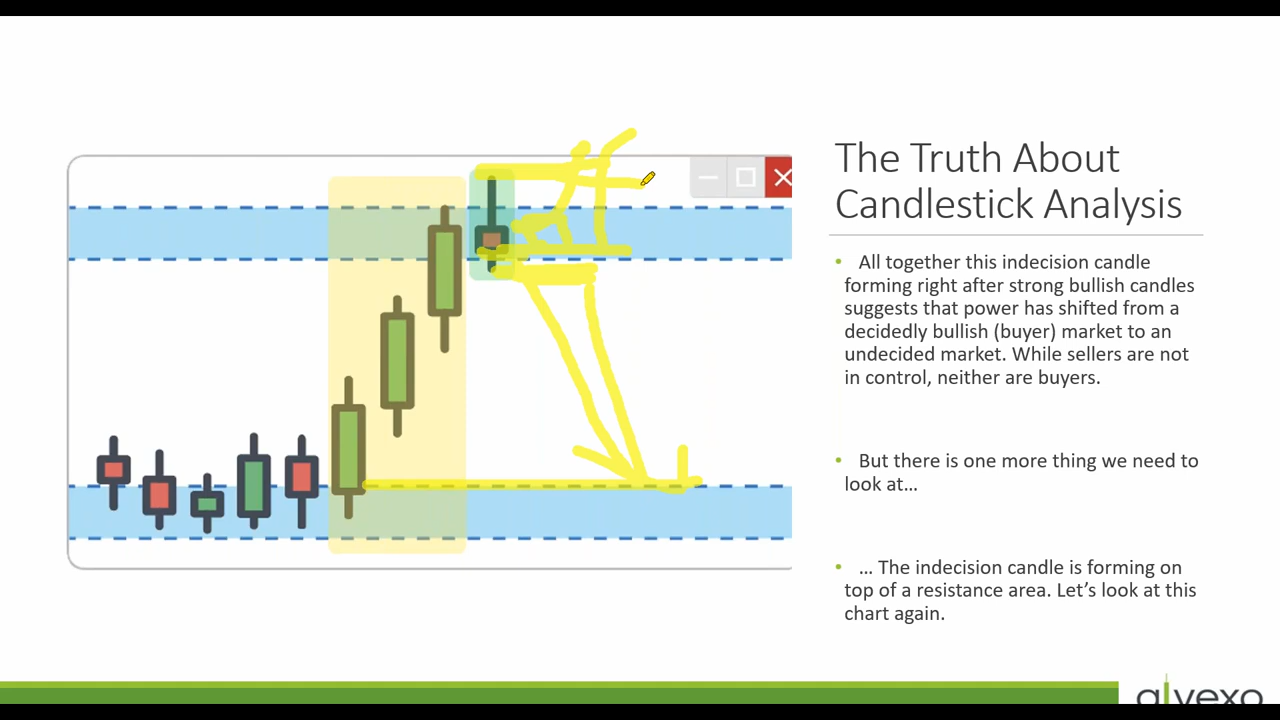 The Truth About
Candlestick Analysis
• All together this indecision candle
forming right after strong bullish candles
suggests that power has shifted from a
decidedly bullish (buyer) market to an
undecided market. While sellers are not
in control, neither are buyers.
• But there is one more thing we need to
look at…
• … The indecision candle is forming on
top of a resistance area. Let’s look at this
chart again.
alvexo